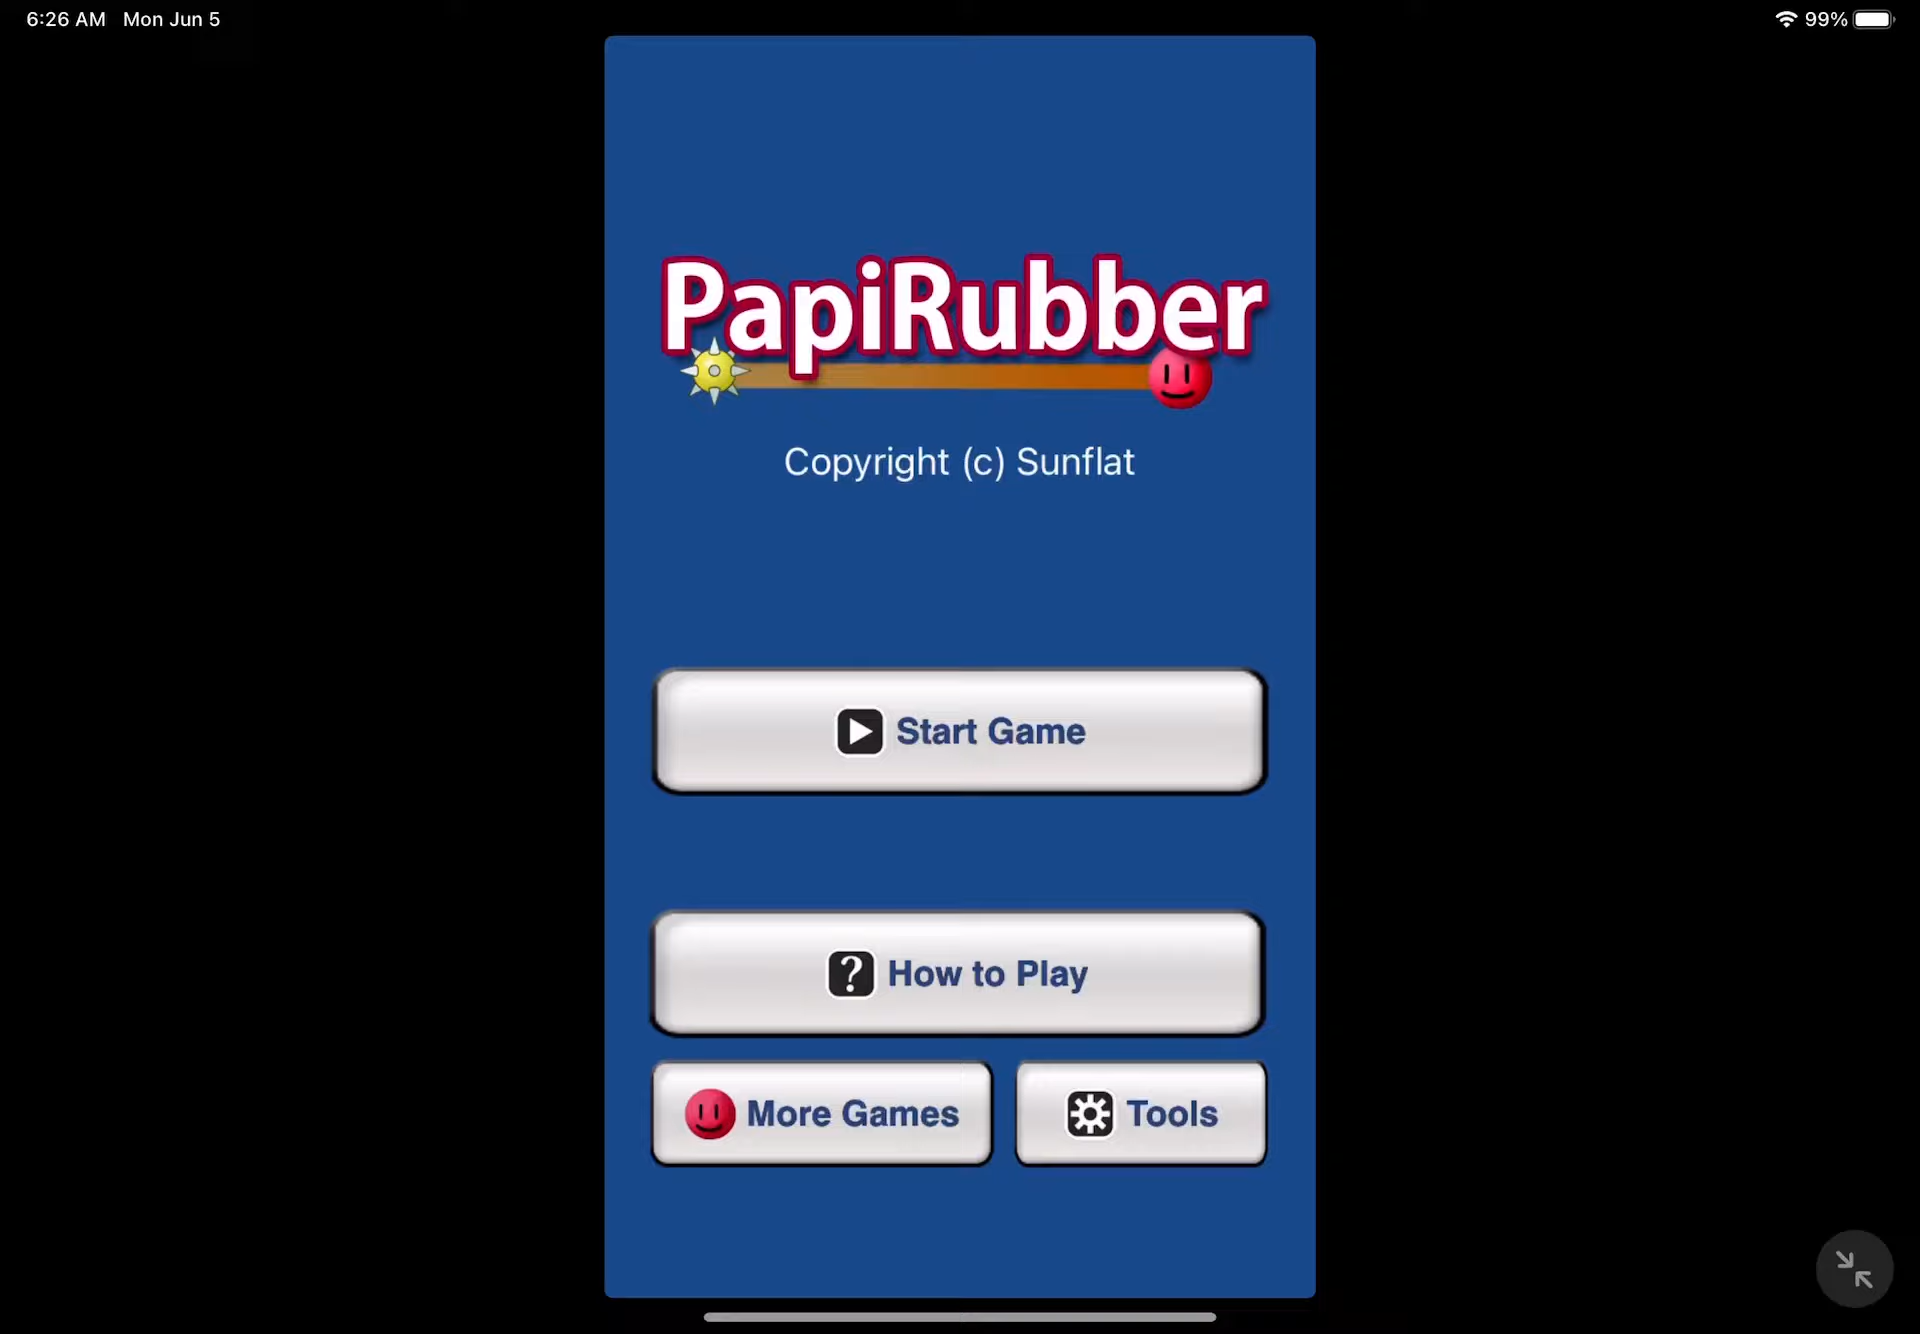 6:26 AM Mon Jun 5
99%
PapiRubber
Copyright (c) Sunflat
Start Game
? How to Play
More Games
Tools